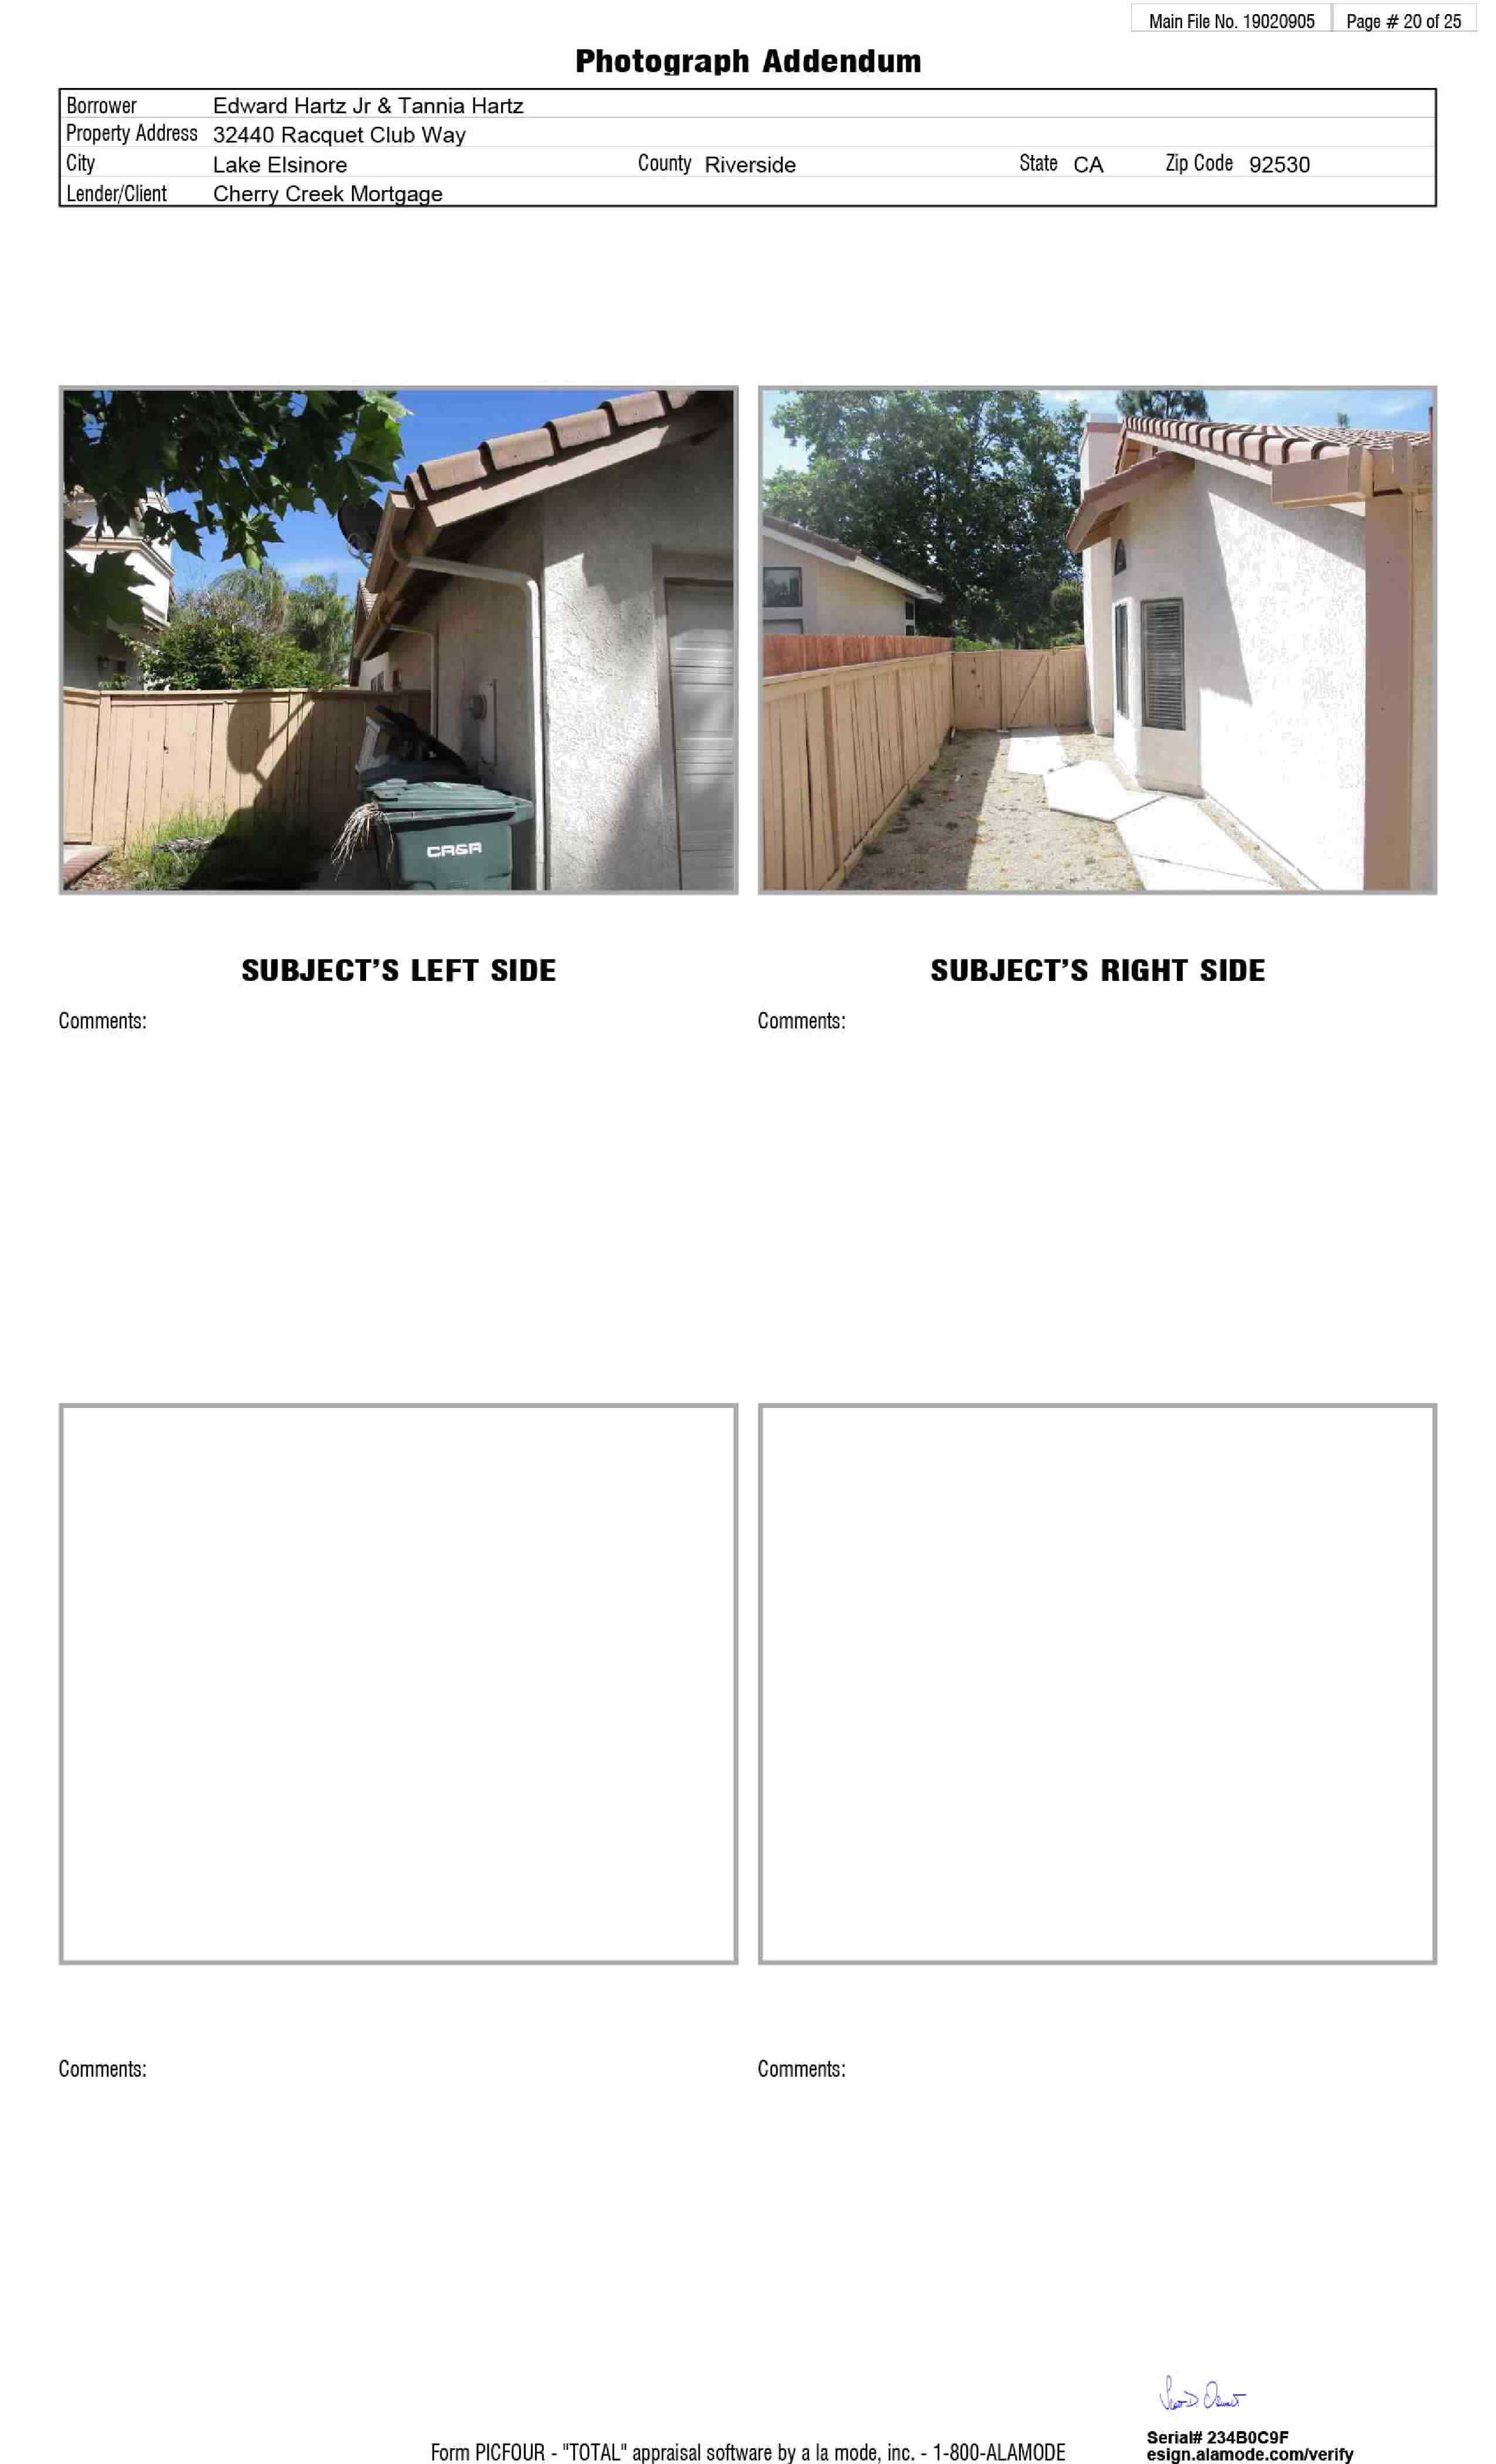 Main File No. 19020905 Page # 20 of 25
Photograph Addendum
Borrower Edward Hartz Jr & Tannia Hartz
Property Address 32440 Racquet Club Way
City Lake Elsinore County Riverside State CA Zip Code 92530
Lender/Client Cherry Creek Mortgage
CR&R
SUBJECT'S LEFT SIDE SUBJECT'S RIGHT SIDE
Comments: Comments:
Comments: Comments:
Serial# 234B0C9F
esign.alamode.com/verify
Form PICFOUR - "TOTAL" appraisal software by a la mode, inc. - 1-800-ALAMODE